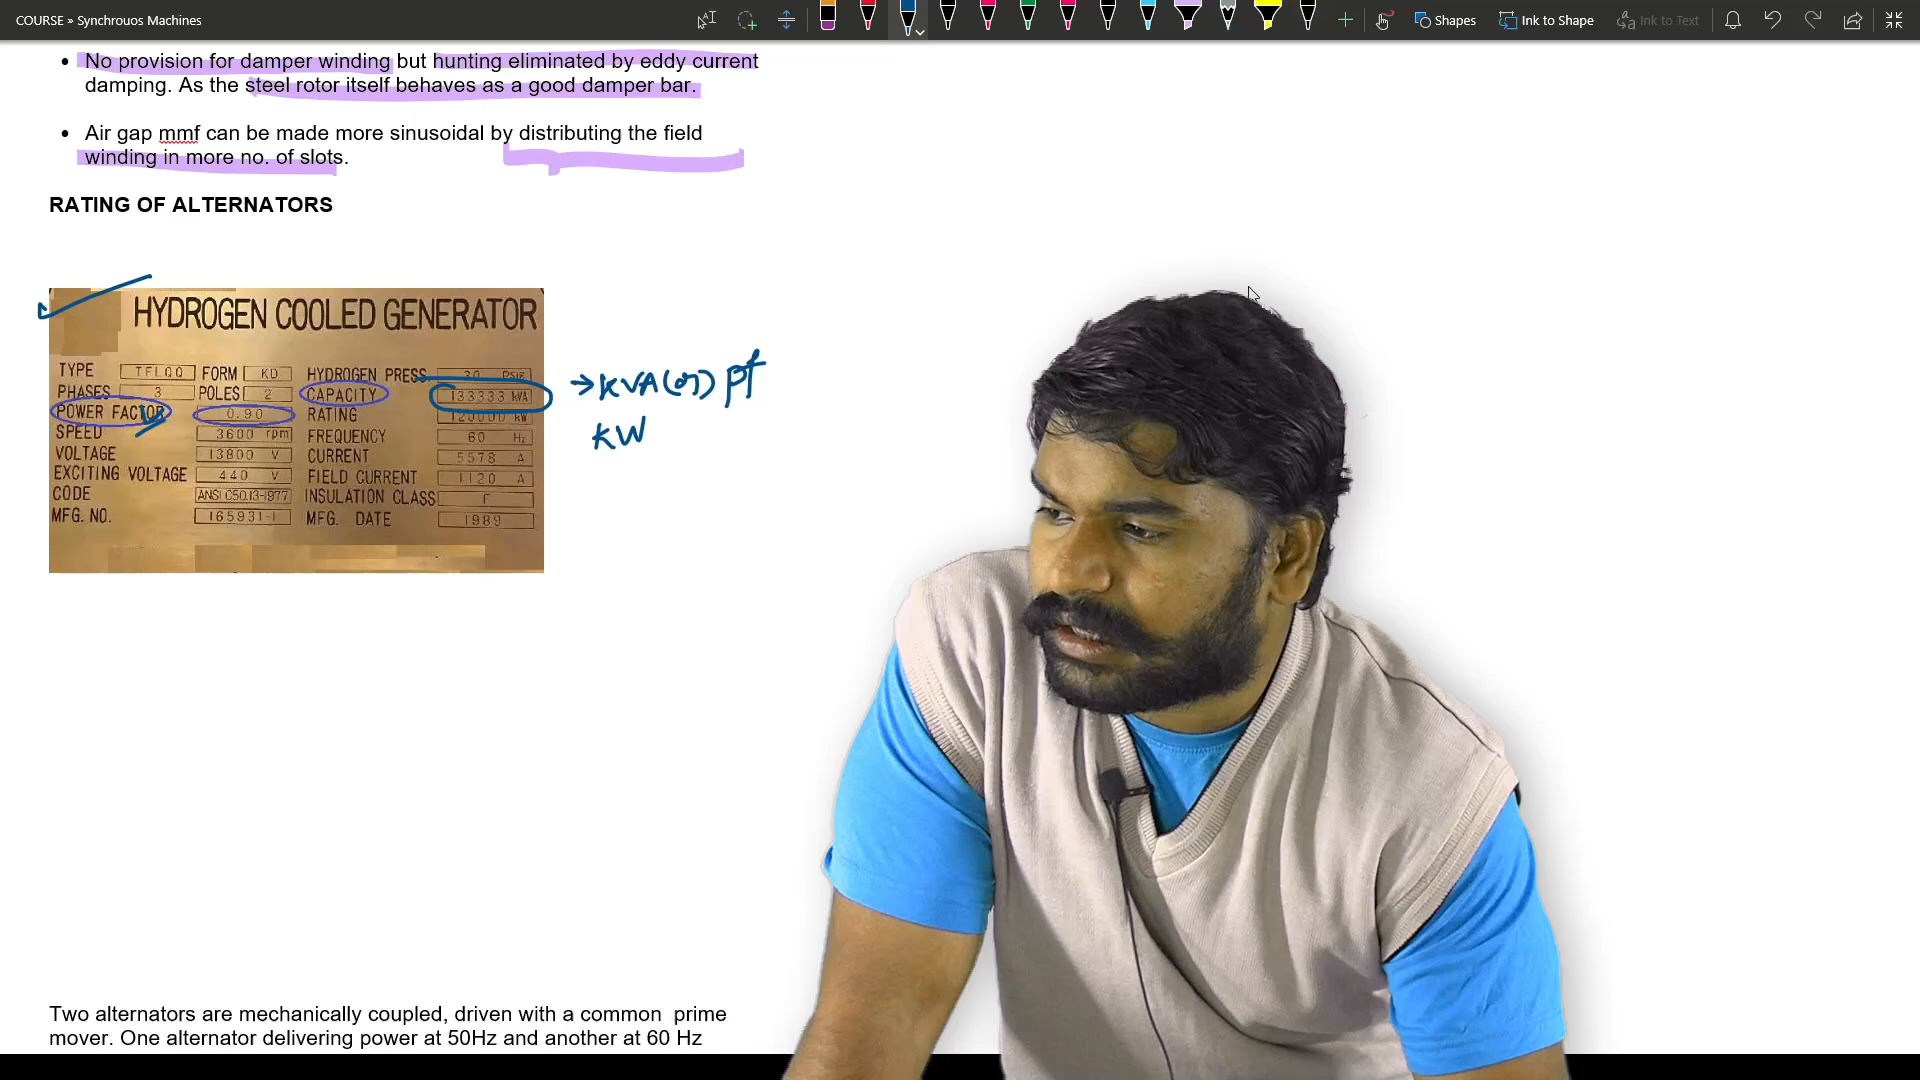 COURSE » Synchrouos Machines
Shapes
Ink to Shape
Ink to Text
• No provision for damper winding but hunting eliminated by eddy current
damping. As the steel rotor itself behaves as a good damper bar.
• Air gap mmf can be made more sinusoidal by distributing the field
winding in more no. of slots.
RATING OF ALTERNATORS
HYDROGEN COOLED GENERATOR
TYPE TFLQQ FORM KD HYDROGEN PRESS. 30 PSIG
PHASES 3 POLES 2 CAPACITY 133333 kVA
POWER FACTOR 0.90 RATING 120000 kW
SPEED 3600 rpm FREQUENCY 60 Hz
VOLTAGE 13800 V CURRENT 5578 A
EXCITING VOLTAGE 440 V FIELD CURRENT 1120 A
CODE ANSI C50.13-1977 INSULATION CLASS F
MFG. NO. 165931-1 MFG. DATE 1989
→ KVA (or) pf
KW
Two alternators are mechanically coupled, driven with a common prime
mover. One alternator delivering power at 50Hz and another at 60 Hz